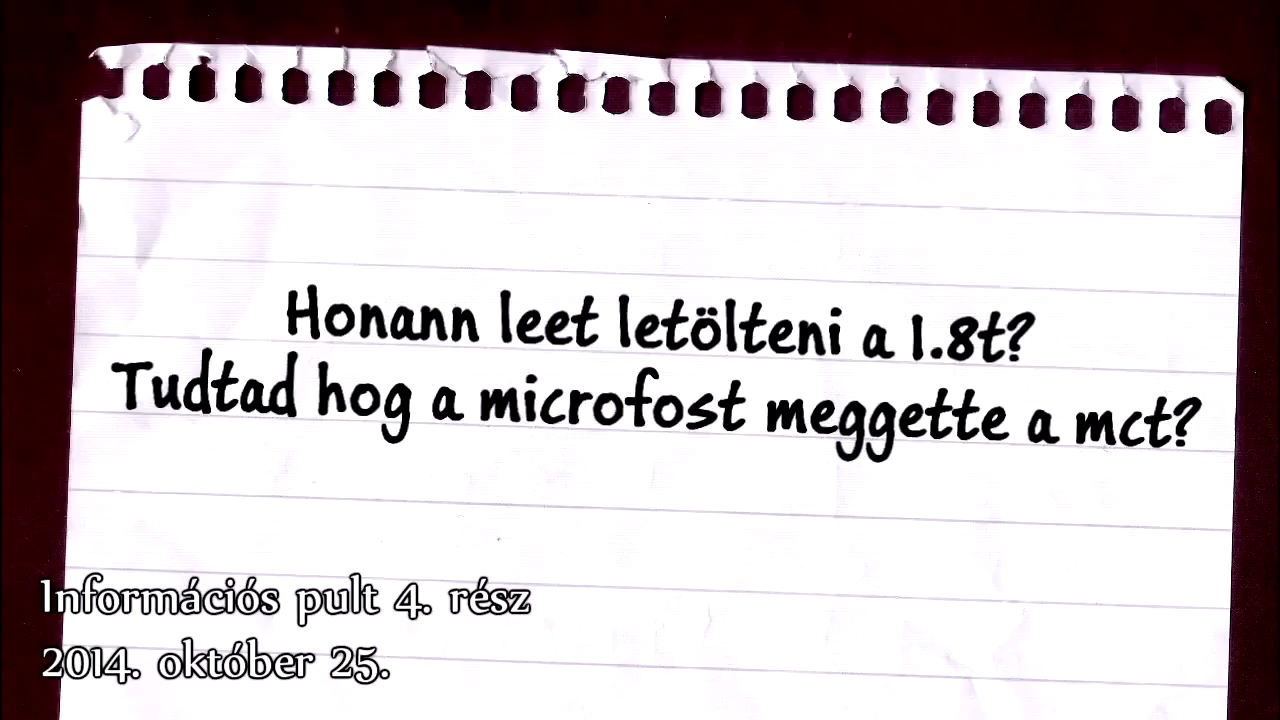 Honann leet letölteni a 1.8t?
Tudtad hog a microfost meggette a mct?
Információs pult 4. rész
2014. október 25.